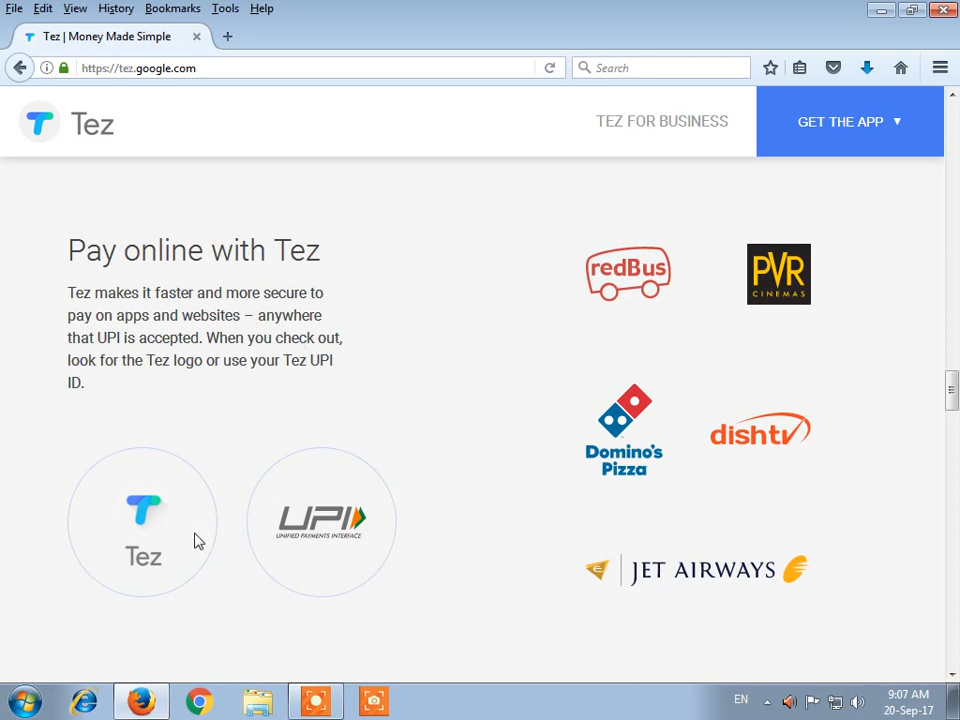 File Edit View History Bookmarks Tools Help
Tez | Money Made Simple
https://tez.google.com
Search
Tez
TEZ FOR BUSINESS
GET THE APP
Pay online with Tez
Tez makes it faster and more secure to
pay on apps and websites – anywhere
that UPI is accepted. When you check out,
look for the Tez logo or use your Tez UPI
ID.
Tez
UPI
UNIFIED PAYMENTS INTERFACE
redBus
PVR
CINEMAS
Domino's
Pizza
dishtv
JET AIRWAYS
EN
9:07 AM
20-Sep-17